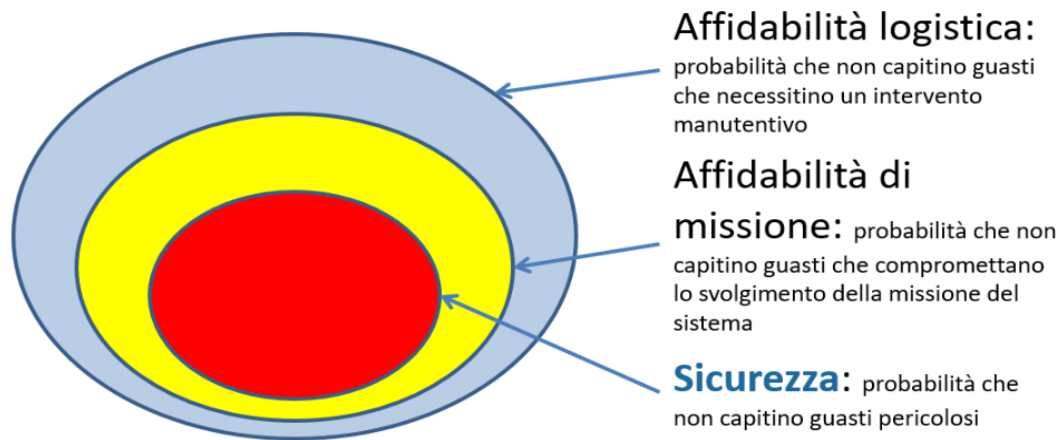 Affidabilità logistica:
probabilità che non capitino guasti
che necessitino un intervento
manutentivo
Affidabilità di
missione: probabilità che non
capitino guasti che compromettano
lo svolgimento della missione del
sistema
Sicurezza: probabilità che
non capitino guasti pericolosi